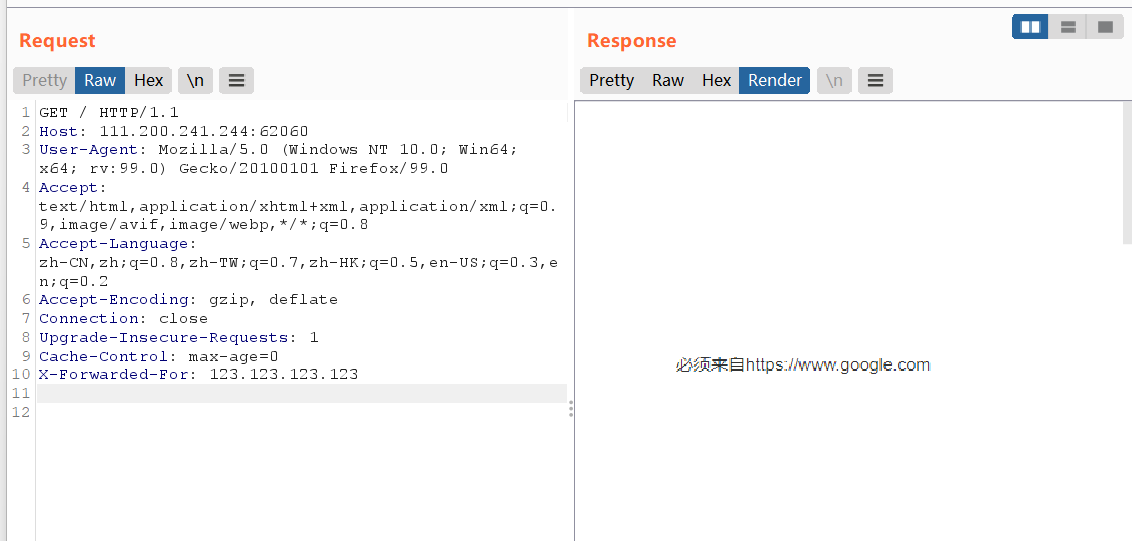 Request
Pretty Raw Hex \n
1 GET / HTTP/1.1
2 Host: 111.200.241.244:62060
3 User-Agent: Mozilla/5.0 (Windows NT 10.0; Win64;
x64; rv:99.0) Gecko/20100101 Firefox/99.0
4 Accept:
text/html,application/xhtml+xml,application/xml;q=0.
9,image/avif,image/webp,*/*;q=0.8
5 Accept-Language:
zh-CN,zh;q=0.8,zh-TW;q=0.7,zh-HK;q=0.5,en-US;q=0.3,e
n;q=0.2
6 Accept-Encoding: gzip, deflate
7 Connection: close
8 Upgrade-Insecure-Requests: 1
9 Cache-Control: max-age=0
10 X-Forwarded-For: 123.123.123.123
11
12
Response
Pretty Raw Hex Render \n
必须来自https://www.google.com